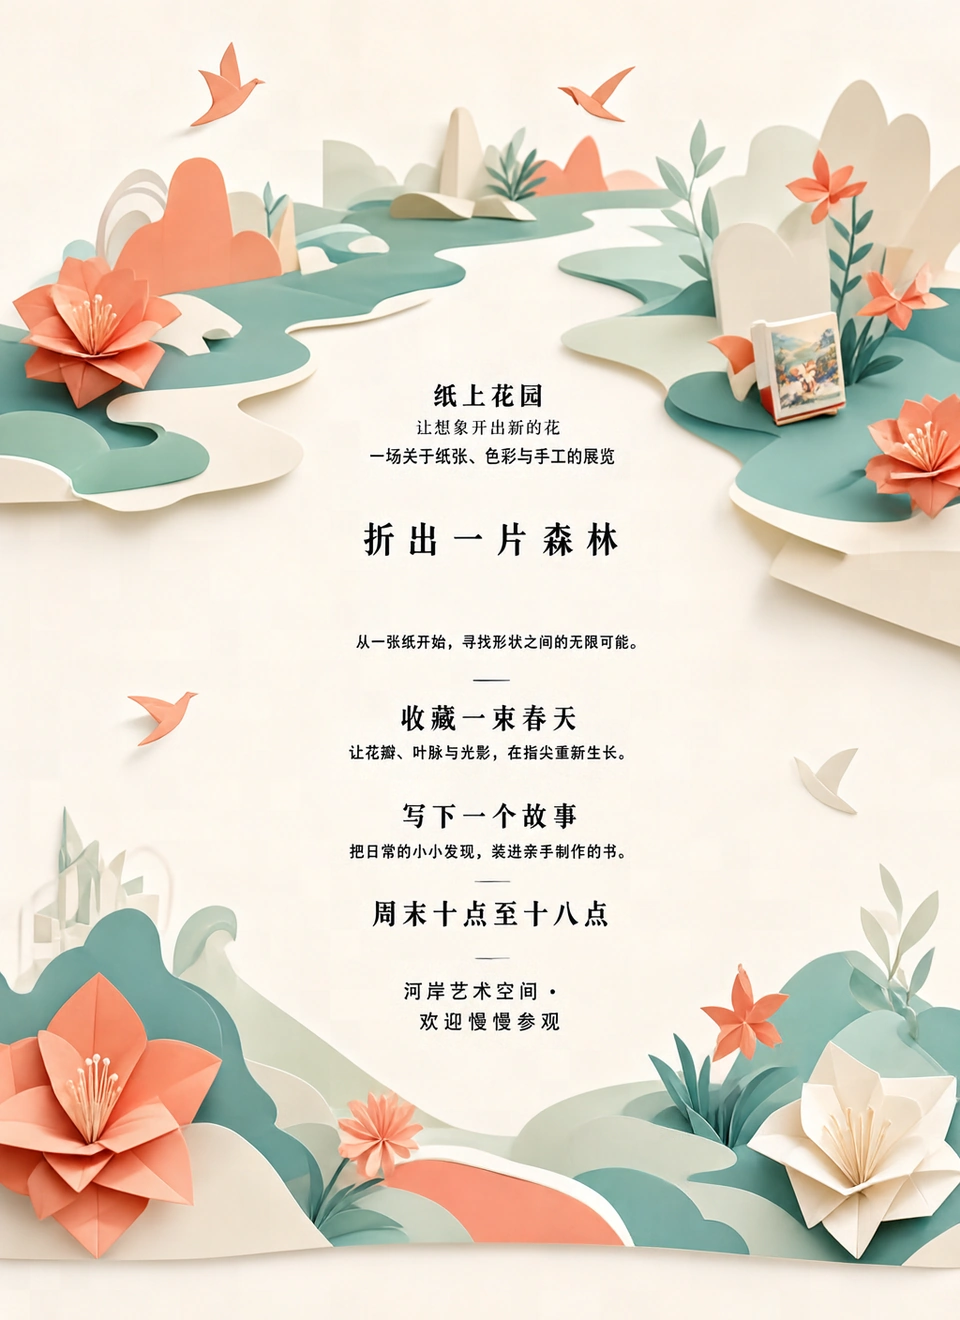 纸上花园
让想象开出新的花
一场关于纸张、色彩与手工的展览
折出一片森林
从一张纸开始，寻找形状之间的无限可能。
收藏一束春天
让花瓣、叶脉与光影，在指尖重新生长。
写下一个故事
把日常的小小发现，装进亲手制作的书。
周末十点至十八点
河岸艺术空间·
欢迎慢慢参观